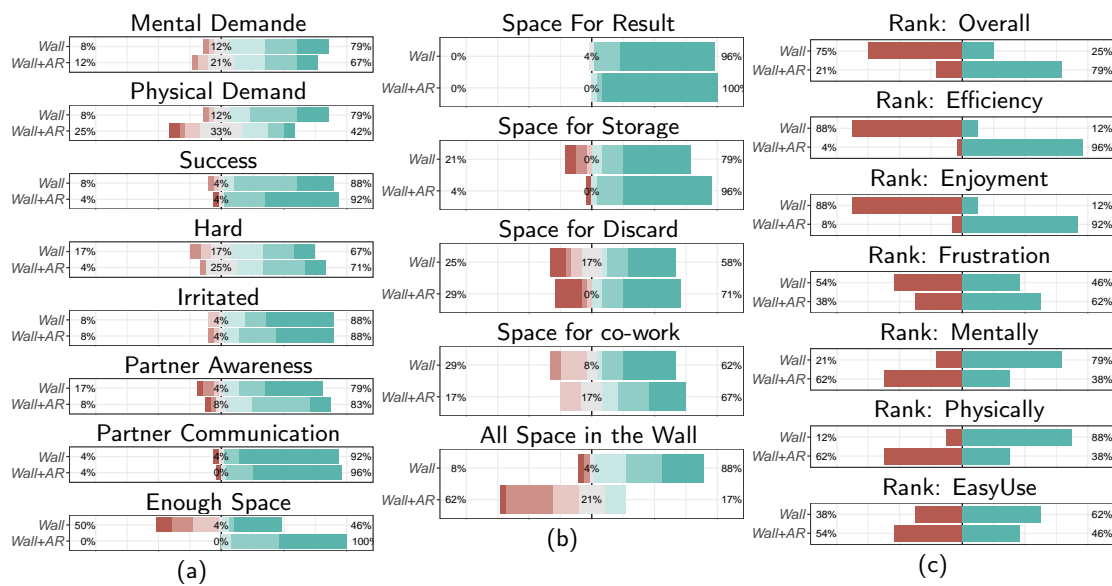 Mental Demande
Wall 8% 12% 79%
Wall+AR 12% 21% 67%
Physical Demand
Wall 8% 12% 79%
Wall+AR 25% 33% 42%
Success
Wall 8% 4% 88%
Wall+AR 4% 4% 92%
Hard
Wall 17% 17% 67%
Wall+AR 4% 25% 71%
Irritated
Wall 8% 4% 88%
Wall+AR 8% 4% 88%
Partner Awareness
Wall 17% 4% 79%
Wall+AR 8% 8% 83%
Partner Communication
Wall 4% 4% 92%
Wall+AR 4% 0% 96%
Enough Space
Wall 50% 4% 46%
Wall+AR 0% 0% 100%
(a)
Space For Result
Wall 0% 4% 96%
Wall+AR 0% 0% 100%
Space for Storage
Wall 21% 0% 79%
Wall+AR 4% 0% 96%
Space for Discard
Wall 25% 17% 58%
Wall+AR 29% 0% 71%
Space for co-work
Wall 29% 8% 62%
Wall+AR 17% 17% 67%
All Space in the Wall
Wall 8% 4% 88%
Wall+AR 62% 21% 17%
(b)
Rank: Overall
Wall 75% 25%
Wall+AR 21% 79%
Rank: Efficiency
Wall 88% 12%
Wall+AR 4% 96%
Rank: Enjoyment
Wall 88% 12%
Wall+AR 8% 92%
Rank: Frustration
Wall 54% 46%
Wall+AR 38% 62%
Rank: Mentally
Wall 21% 79%
Wall+AR 62% 38%
Rank: Physically
Wall 12% 88%
Wall+AR 62% 38%
Rank: EasyUse
Wall 38% 62%
Wall+AR 54% 46%
(c)